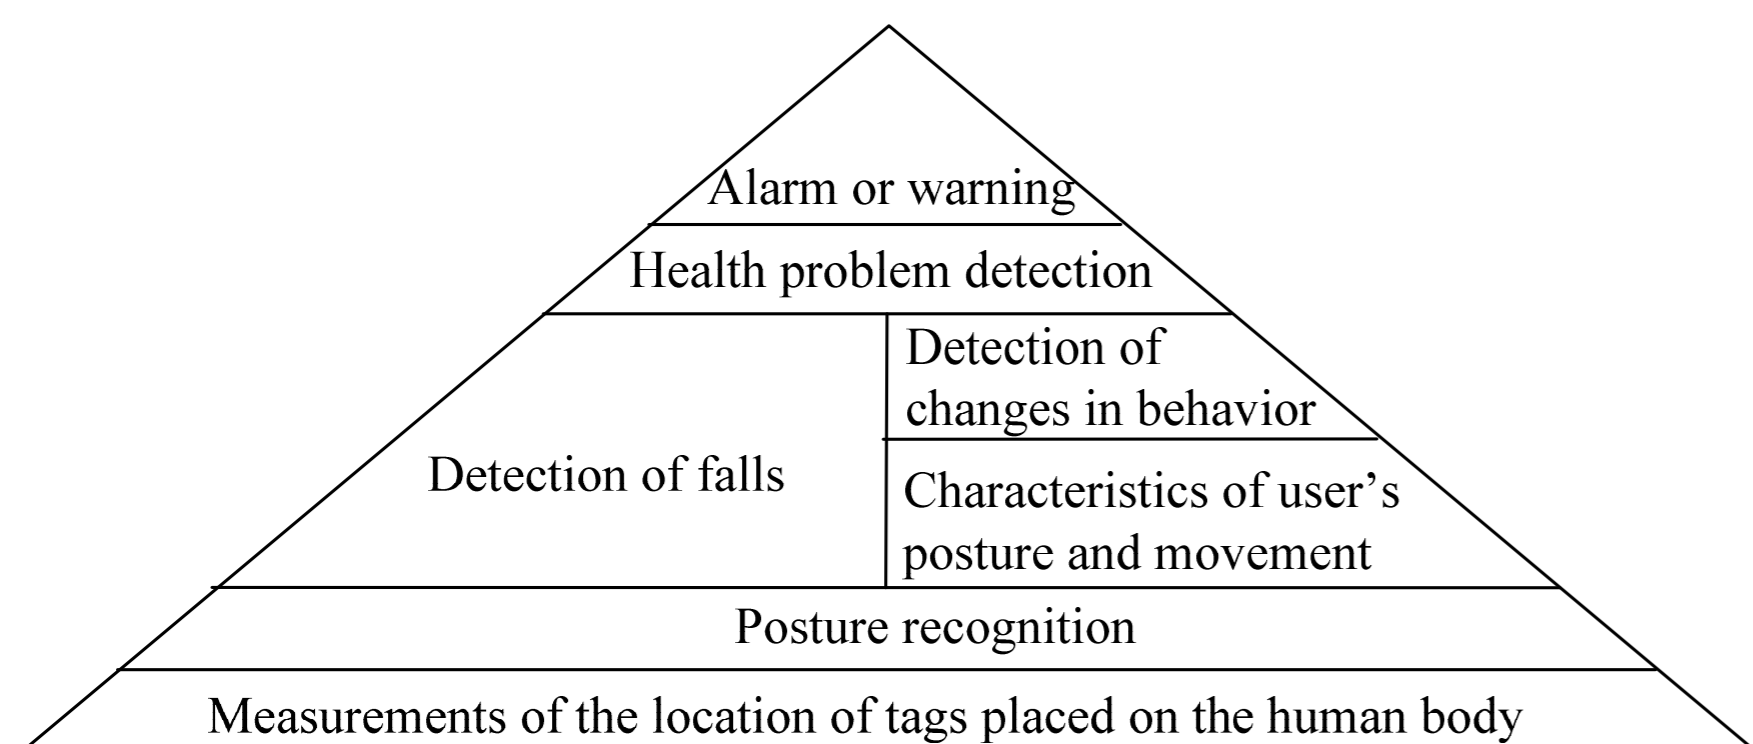 Alarm or warning
Health problem detection
Detection of falls
Detection of
changes in behavior
Characteristics of user’s
posture and movement
Posture recognition
Measurements of the location of tags placed on the human body